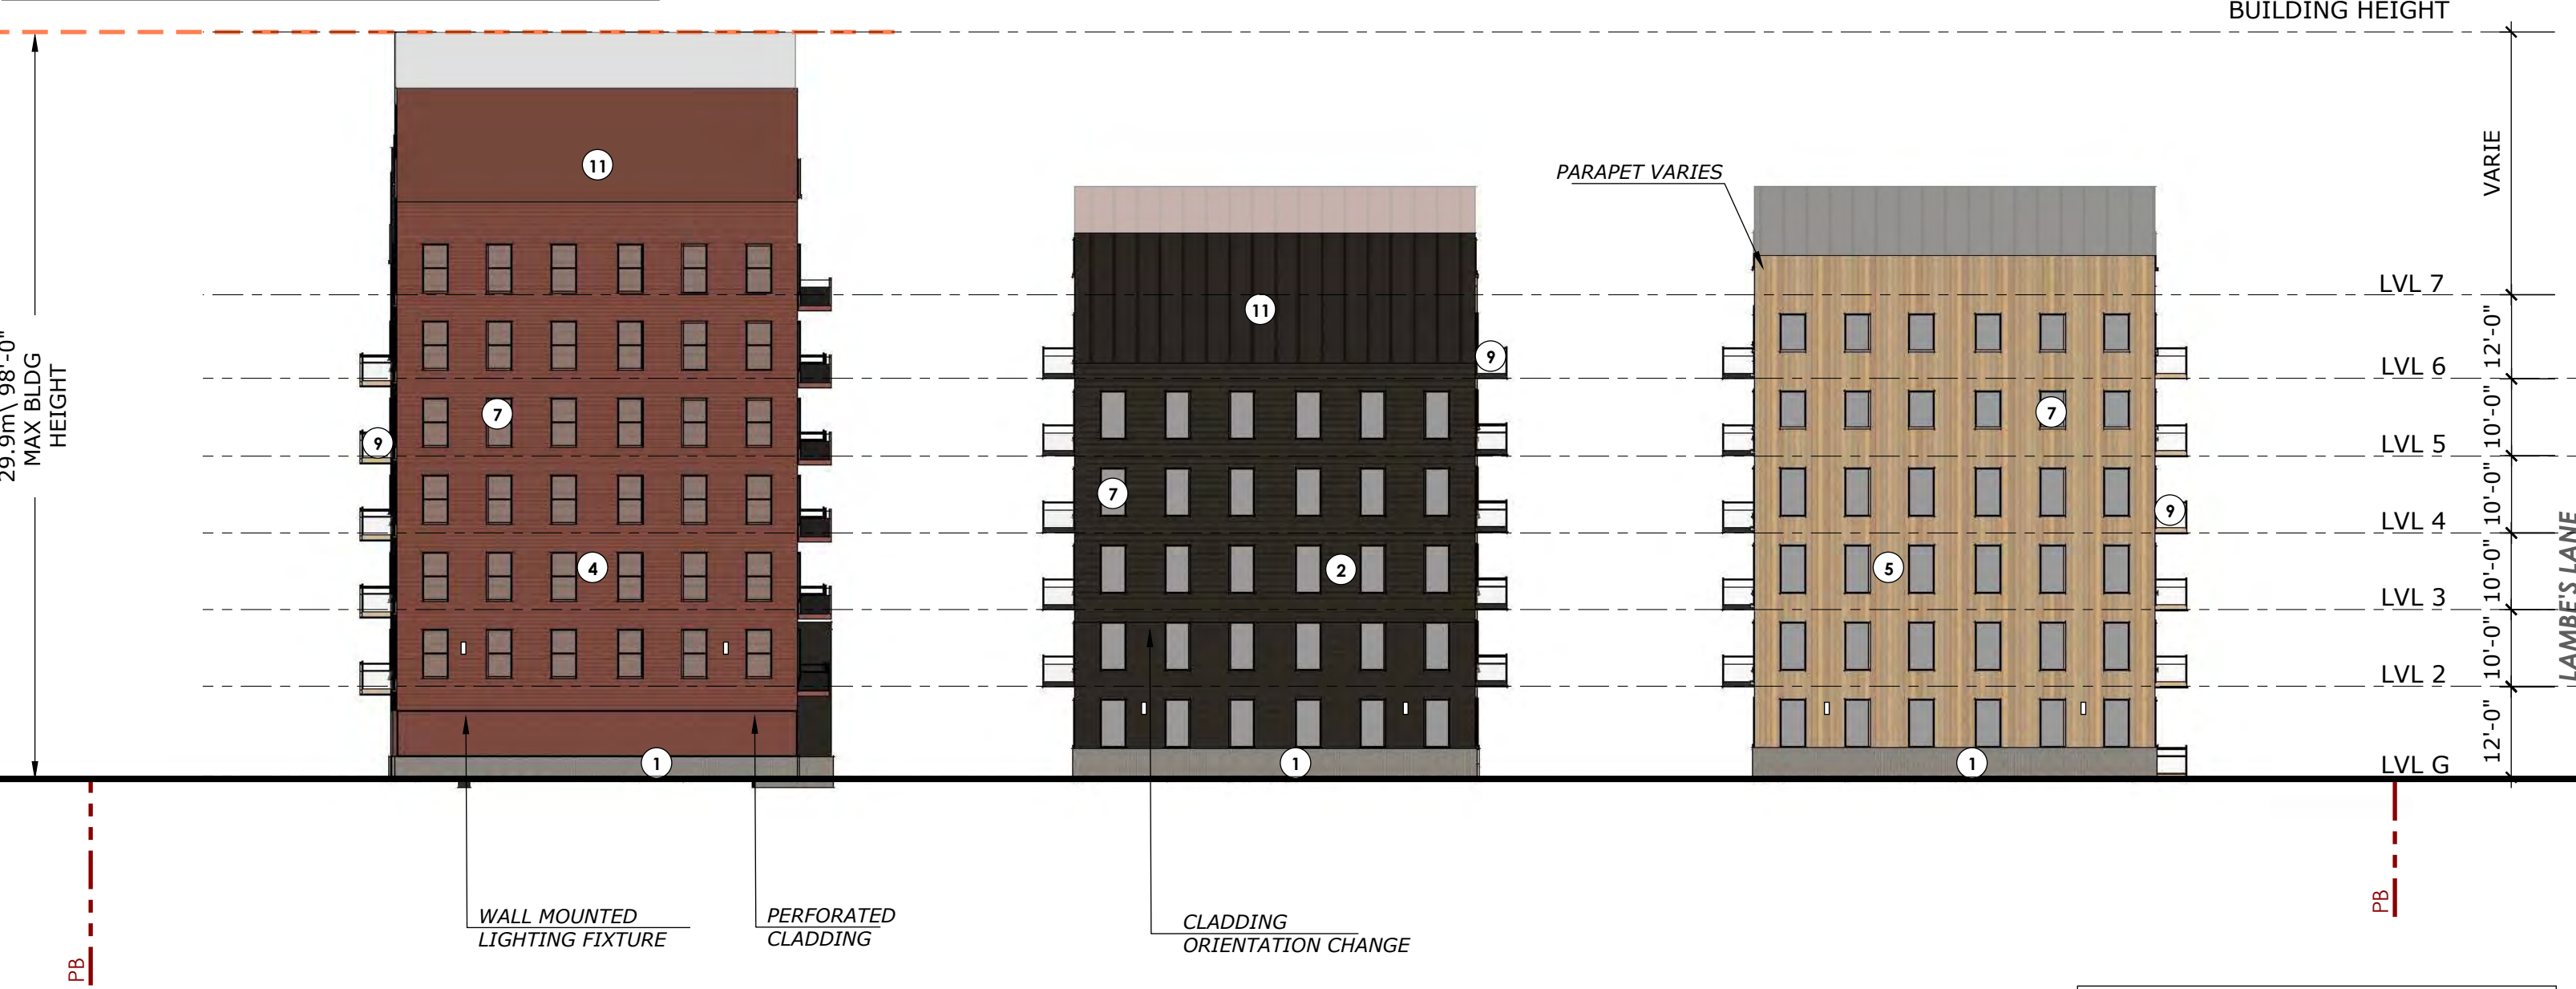 BUILDING HEIGHT
29.9m\ 98'-0"
MAX BLDG
HEIGHT
VARIE
PARAPET VARIES
11
11
9
7
9
7
7
9
4
2
5
1
1
1
LVL 7
12'-0"
LVL 6
10'-0"
LVL 5
10'-0"
LVL 4
10'-0"
LVL 3
10'-0"
LVL 2
12'-0"
LVL G
LAMBE'S LANE
WALL MOUNTED
LIGHTING FIXTURE
PERFORATED
CLADDING
CLADDING
ORIENTATION CHANGE
PB
PB